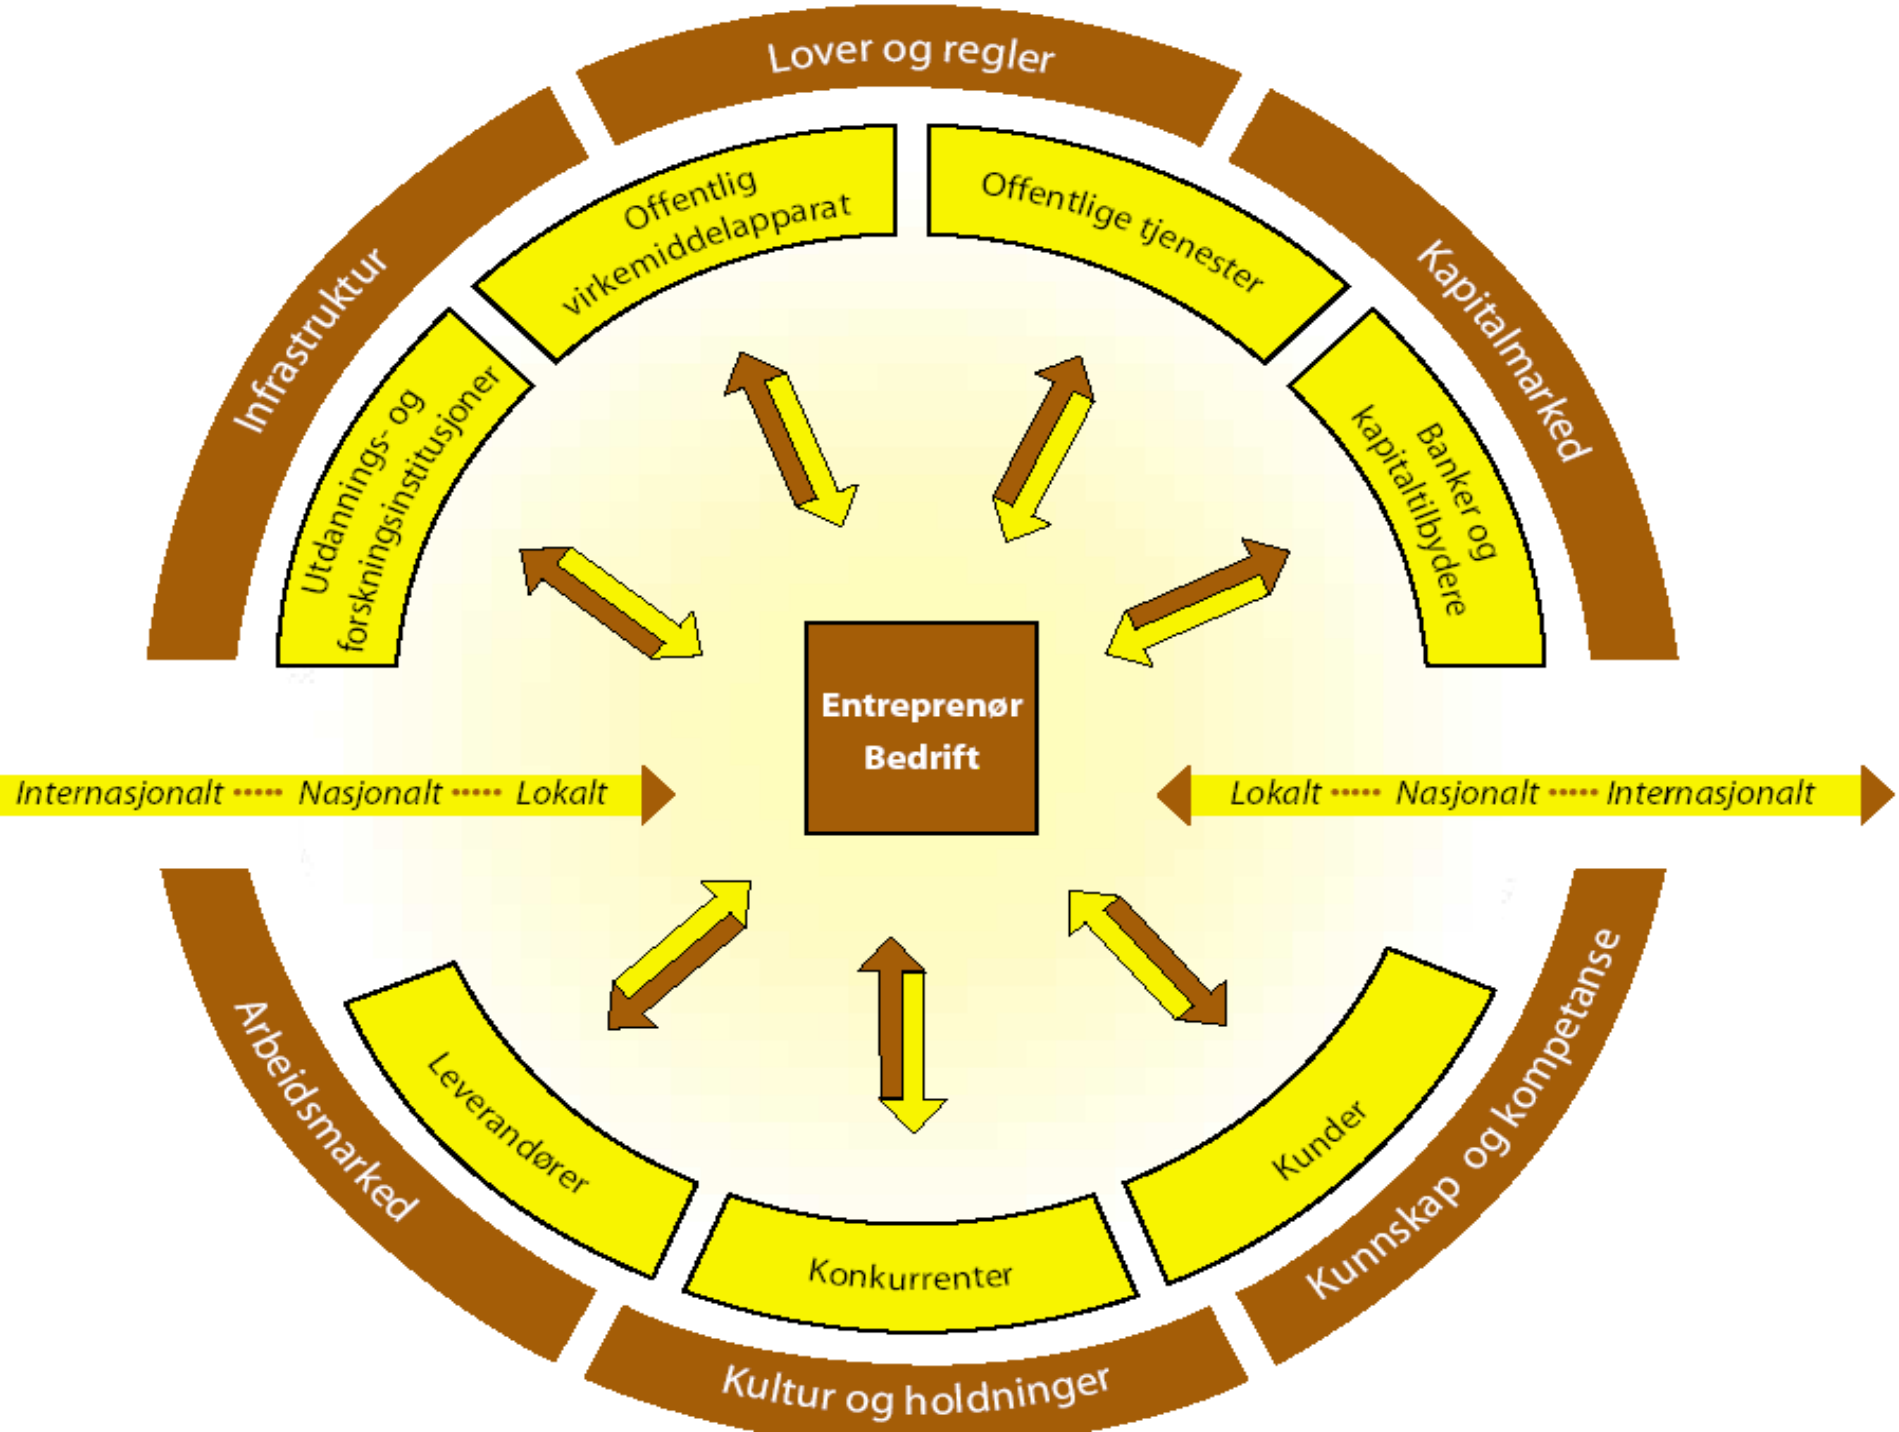 Lover og regler
Infrastruktur
Kapitalmarked
Offentlig
virkemiddelapparat
Offentlige tjenester
Utdannings- og
forskningsinstitusjoner
Banker og
kapitaltilbydere
Entreprenør
Bedrift
Internasjonalt ····· Nasjonalt ····· Lokalt
Lokalt ····· Nasjonalt ····· Internasjonalt
Leverandører
Konkurrenter
Kunder
Arbeidsmarked
Kultur og holdninger
Kunnskap og kompetanse